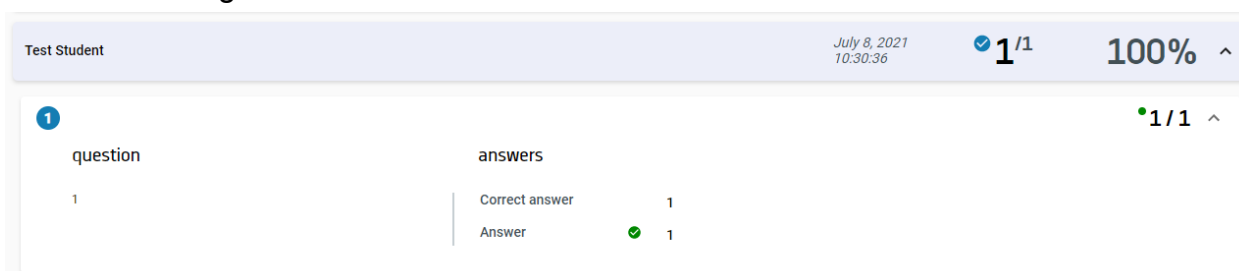 Test Student
July 8, 2021
10:30:36
1/1
100%
1
1 / 1
question
answers
1
Correct answer 1
Answer 1